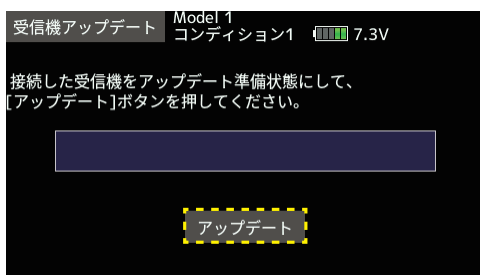 受信機アップデート
Model 1
コンディション1 7.3V
接続した受信機をアップデート準備状態にして、
[アップデート]ボタンを押してください。
アップデート